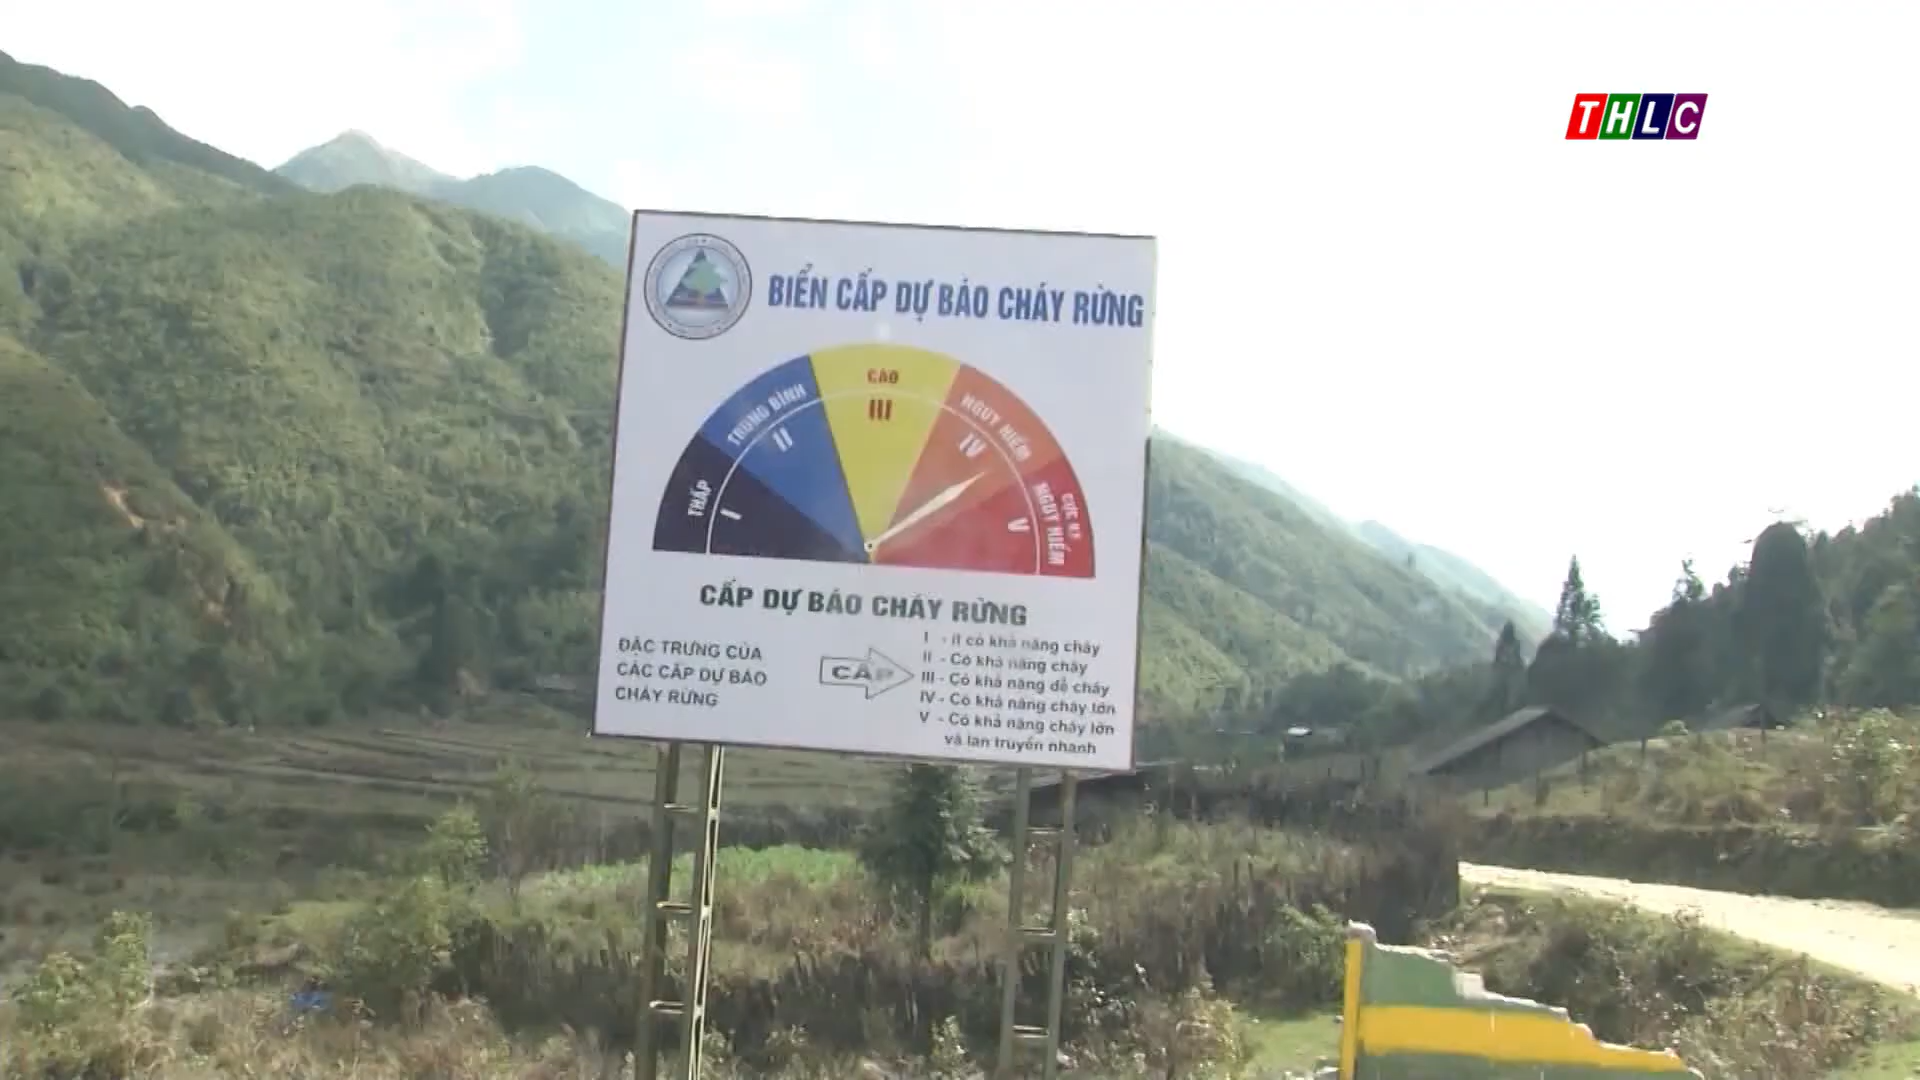 THLC
BIỂN CẤP DỰ BÁO CHÁY RỪNG
THẤP
I
TRUNG BÌNH
II
CAO
III
NGUY HIỂM
IV
CỰC KỲ
NGUY HIỂM
V
CẤP DỰ BÁO CHÁY RỪNG
ĐẶC TRƯNG CỦA
CÁC CẤP DỰ BÁO
CHÁY RỪNG
CẤP
I - ít có khả năng cháy
II - Có khả năng cháy
III - Có khả năng dễ cháy
IV - Có khả năng cháy lớn
V - Có khả năng cháy lớn
và lan truyền nhanh